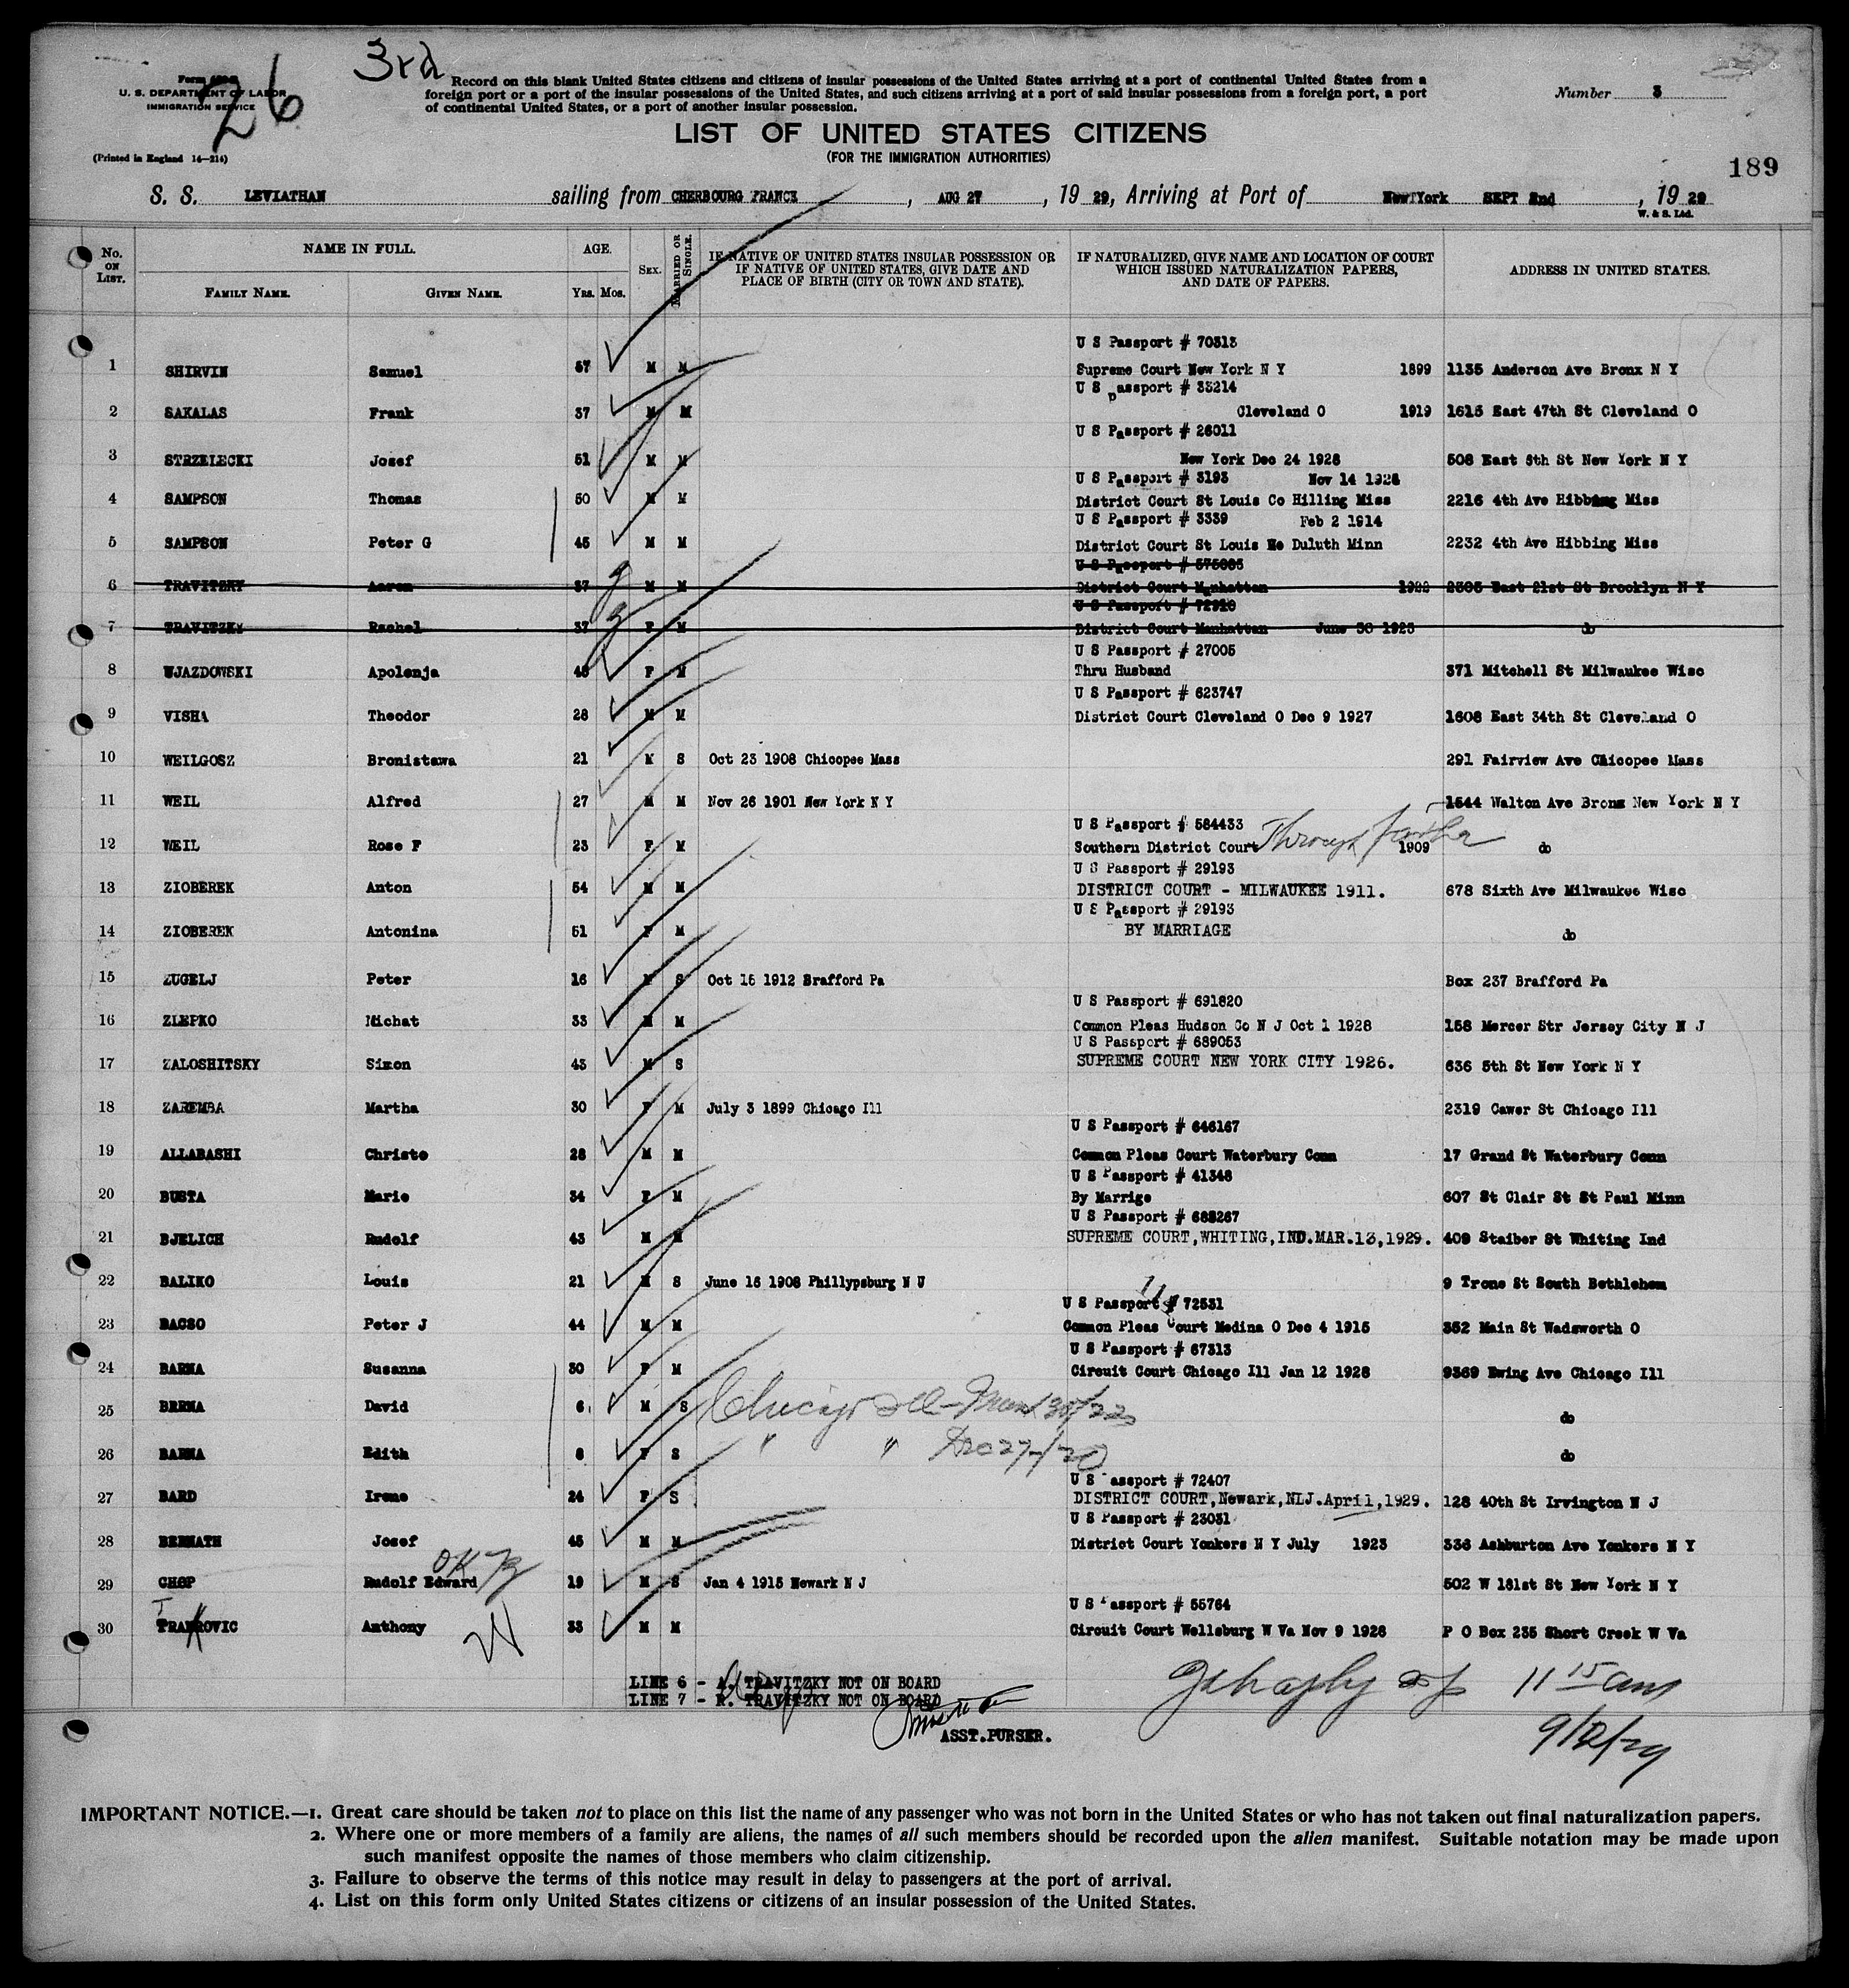 3rd
26
Form
U. S. DEPARTMENT OF LABOR
IMMIGRATION SERVICE
(Printed in England 14—214)
Record on this blank United States citizens and citizens of insular possessions of the United States arriving at a port of continental United States from a
foreign port or a port of the insular possessions of the United States, and such citizens arriving at a port of said insular possessions from a foreign port, a port
of continental United States, or a port of another insular possession.
Number 3
LIST OF UNITED STATES CITIZENS
(FOR THE IMMIGRATION AUTHORITIES)
189
S. S. LEVIATHAN sailing from CHERBOURG FRANCE, AUG 27, 19 29, Arriving at Port of New York SEPT 2nd, 19 29
W. & S. Ltd.
No. ON LIST. NAME IN FULL. FAMILY NAME. GIVEN NAME. AGE. YRS. MOS. SEX. MARRIED OR SINGLE. IF NATIVE OF UNITED STATES INSULAR POSSESSION OR IF NATIVE OF UNITED STATES, GIVE DATE AND PLACE OF BIRTH (CITY OR TOWN AND STATE). IF NATURALIZED, GIVE NAME AND LOCATION OF COURT WHICH ISSUED NATURALIZATION PAPERS, AND DATE OF PAPERS. ADDRESS IN UNITED STATES.
U S Passport # 70313
1 SHIRVIN Samuel 57 M M Supreme Court New York N Y 1899 1135 Anderson Ave Bronx N Y
U S Passport # 35214
2 SAKALAS Frank 37 M M Cleveland O 1919 1615 East 47th St Cleveland O
U S Passport # 26011
3 STRZELECKI Josef 51 M M New York Dec 24 1928 508 East 5th St New York N Y
U S Passport # 3193 Nov 14 1928
4 SAMPSON Thomas 50 M M District Court St Louis Co Hilling Miss 2216 4th Ave Hibbing Miss
U S Passport # 3339 Feb 2 1914
5 SAMPSON Peter G 45 M M District Court St Louis Mo Duluth Minn 2232 4th Ave Hibbing Miss
U S Passport # 575665
6 TRAVITZKY Aaron 37 M M District Court Manhattan 1922 2305 East 21st St Brooklyn N Y
U S Passport # 72910
7 TRAVITZKY Rachel 37 F M District Court Manhattan June 30 1925 do
U S Passport # 27005
8 WJAZDOWSKI Apolonja 45 F M Thru Husband 371 Mitchell St Milwaukee Wisc
U S Passport # 623747
9 VISHA Theodor 28 M M District Court Cleveland O Dec 9 1927 1608 East 34th St Cleveland O
10 WEILGOSZ Bronistawa 21 M S Oct 23 1908 Chicopee Mass 291 Fairview Ave Chicopee Mass
11 WEIL Alfred 27 M M Nov 26 1901 New York N Y 1544 Walton Ave Bronx New York N Y
U S Passport # 584433
12 WEIL Rose F 23 F M Southern District Court Through father 1909 do
U S Passport # 29193
13 ZIOBEREK Anton 54 M M DISTRICT COURT - MILWAUKEE 1911. 678 Sixth Ave Milwaukee Wisc
U S Passport # 29193
14 ZIOBEREK Antonina 51 F M BY MARRIAGE do
15 ZUGELJ Peter 16 M S Oct 15 1912 Brafford Pa Box 237 Brafford Pa
U S Passport # 691820
16 ZLEPKO Michat 33 M M Common Pleas Hudson Co N J Oct 1 1928 158 Mercer Str Jersey City N J
U S Passport # 689053
17 ZALOSHITSKY Simon 43 M S SUPREME COURT NEW YORK CITY 1926. 636 5th St New York N Y
18 ZAREMBA Martha 30 F M July 3 1899 Chicago Ill 2319 Cawer St Chicago Ill
U S Passport # 646167
19 ALLABASHI Christo 28 M M Common Pleas Court Waterbury Conn 17 Grand St Waterbury Conn
U S Passport # 41348
20 BUSTA Marie 34 F M By Marrige 607 St Clair St St Paul Minn
U S Passport # 688267
21 BJELICH Rudolf 43 M M SUPREME COURT, WHITING, IND. MAR. 13, 1929. 409 Staiber St Whiting Ind
22 BALIKO Louis 21 M S June 16 1908 Phillypsburg N J 9 Trone St South Bethlehem
U S Passport # 72531
23 BACSO Peter J 44 M M Common Pleas Court Medina O Dec 4 1915 352 Main St Wadsworth O
U S Passport # 67313
24 BARNA Susanna 30 F M Circuit Court Chicago Ill Jan 12 1928 9369 Ewing Ave Chicago Ill
25 BRRNA David 6 M S Chicago Ill - do
26 BARNA Edith 8 F S " " Dec 27/20 do
U S Passport # 72407
27 BARD Irene 24 F S DISTRICT COURT, Newark, NLJ. April, 1929. 128 40th St Irvington N J
U S Passport # 23031
28 BERNATH Josef 45 M M District Court Yonkers N Y July 1923 336 Ashburton Ave Yonkers N Y
OK
29 CHOP Rudolf Edward 19 M S Jan 4 1915 Newark N J 502 W 181st St New York N Y
U S Passport # 55764
30 TRANKOVIC Anthony 33 M M Circuit Court Wellsburg W Va Nov 9 1928 P O Box 235 Short Creek W Va
LINE 6 - A. TRAVITZKY NOT ON BOARD
LINE 7 - R. TRAVITZKY NOT ON BOARD
ASST. PURSER.
11 15 am
9/2/29
IMPORTANT NOTICE.—1. Great care should be taken not to place on this list the name of any passenger who was not born in the United States or who has not taken out final naturalization papers.
2. Where one or more members of a family are aliens, the names of all such members should be recorded upon the alien manifest. Suitable notation may be made upon
such manifest opposite the names of those members who claim citizenship.
3. Failure to observe the terms of this notice may result in delay to passengers at the port of arrival.
4. List on this form only United States citizens or citizens of an insular possession of the United States.